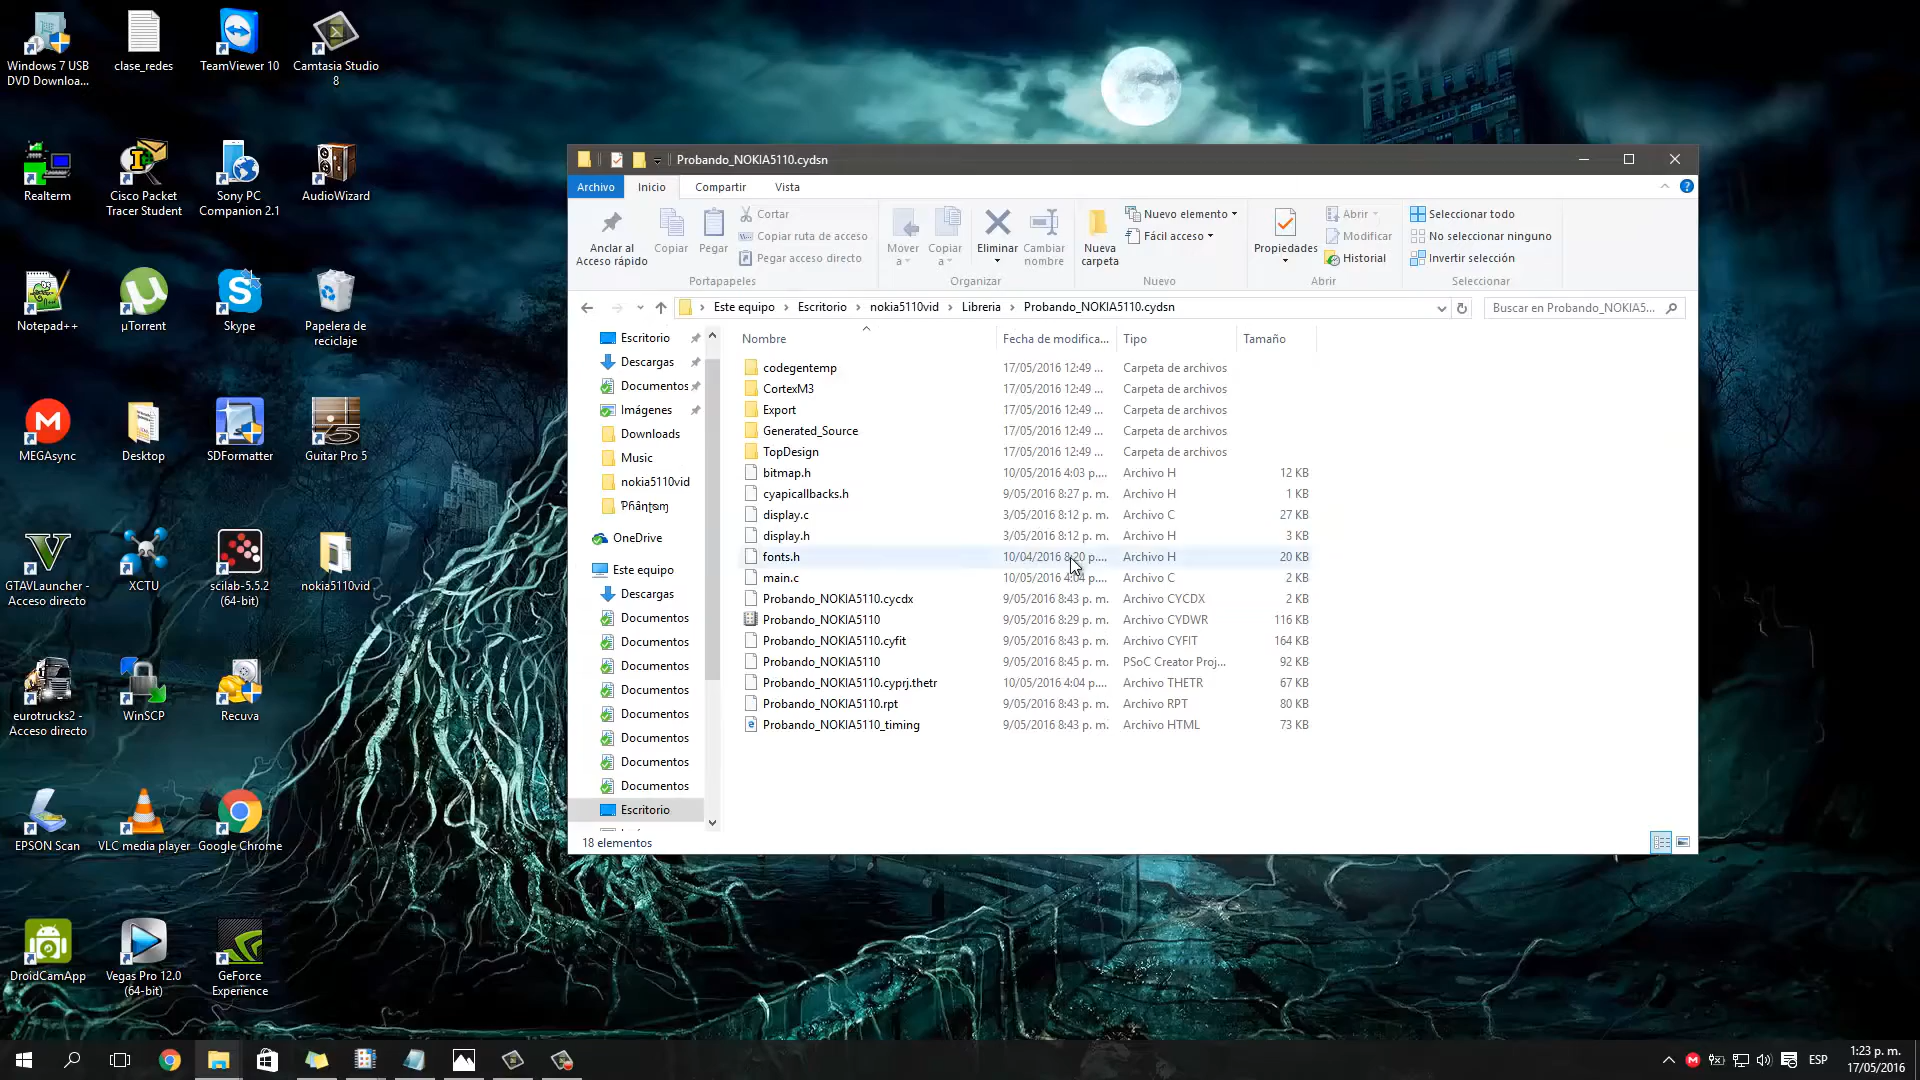 Windows 7 USB
DVD Downloa...
clase_redes
TeamViewer 10
Camtasia Studio
8
Realterm
Cisco Packet
Tracer Student
Sony PC
Companion 2.1
AudioWizard
Notepad++
µTorrent
Skype
Papelera de
reciclaje
MEGAsync
Desktop
SDFormatter
Guitar Pro 5
GTAVLauncher -
Acceso directo
XCTU
scilab-5.5.2
(64-bit)
nokia5110vid
eurotrucks2 -
Acceso directo
WinSCP
Recuva
EPSON Scan
VLC media player
Google Chrome
DroidCamApp
Vegas Pro 12.0
(64-bit)
GeForce
Experience
Probando_NOKIA5110.cydsn
Archivo Inicio Compartir Vista
Anclar al
Acceso rápido
Copiar
Pegar
Cortar
Copiar ruta de acceso
Pegar acceso directo
Portapapeles
Mover
a
Copiar
a
Eliminar
Cambiar
nombre
Organizar
Nueva
carpeta
Nuevo elemento
Fácil acceso
Nuevo
Propiedades
Abrir
Modificar
Historial
Abrir
Seleccionar todo
No seleccionar ninguno
Invertir selección
Seleccionar
Este equipo > Escritorio > nokia5110vid > Libreria > Probando_NOKIA5110.cydsn
Buscar en Probando_NOKIA5...
Escritorio
Descargas
Documentos
Imágenes
Downloads
Music
nokia5110vid
OneDrive
Este equipo
Descargas
Documentos
Documentos
Documentos
Documentos
Documentos
Documentos
Documentos
Documentos
Escritorio
Nombre Fecha de modifica... Tipo Tamaño
codegentemp 17/05/2016 12:49 ... Carpeta de archivos
CortexM3 17/05/2016 12:49 ... Carpeta de archivos
Export 17/05/2016 12:49 ... Carpeta de archivos
Generated_Source 17/05/2016 12:49 ... Carpeta de archivos
TopDesign 17/05/2016 12:49 ... Carpeta de archivos
bitmap.h 10/05/2016 4:03 p.... Archivo H 12 KB
cyapicallbacks.h 9/05/2016 8:27 p. m. Archivo H 1 KB
display.c 3/05/2016 8:12 p. m. Archivo C 27 KB
display.h 3/05/2016 8:12 p. m. Archivo H 3 KB
fonts.h 10/04/2016 8:20 p.... Archivo H 20 KB
main.c 10/05/2016 4:04 p.... Archivo C 2 KB
Probando_NOKIA5110.cycdx 9/05/2016 8:43 p. m. Archivo CYCDX 2 KB
Probando_NOKIA5110 9/05/2016 8:29 p. m. Archivo CYDWR 116 KB
Probando_NOKIA5110.cyfit 9/05/2016 8:43 p. m. Archivo CYFIT 164 KB
Probando_NOKIA5110 9/05/2016 8:45 p. m. PSoC Creator Proj... 92 KB
Probando_NOKIA5110.cyprj.thetr 10/05/2016 4:04 p.... Archivo THETR 67 KB
Probando_NOKIA5110.rpt 9/05/2016 8:43 p. m. Archivo RPT 80 KB
Probando_NOKIA5110_timing 9/05/2016 8:43 p. m. Archivo HTML 73 KB
18 elementos
ESP
1:23 p. m.
17/05/2016